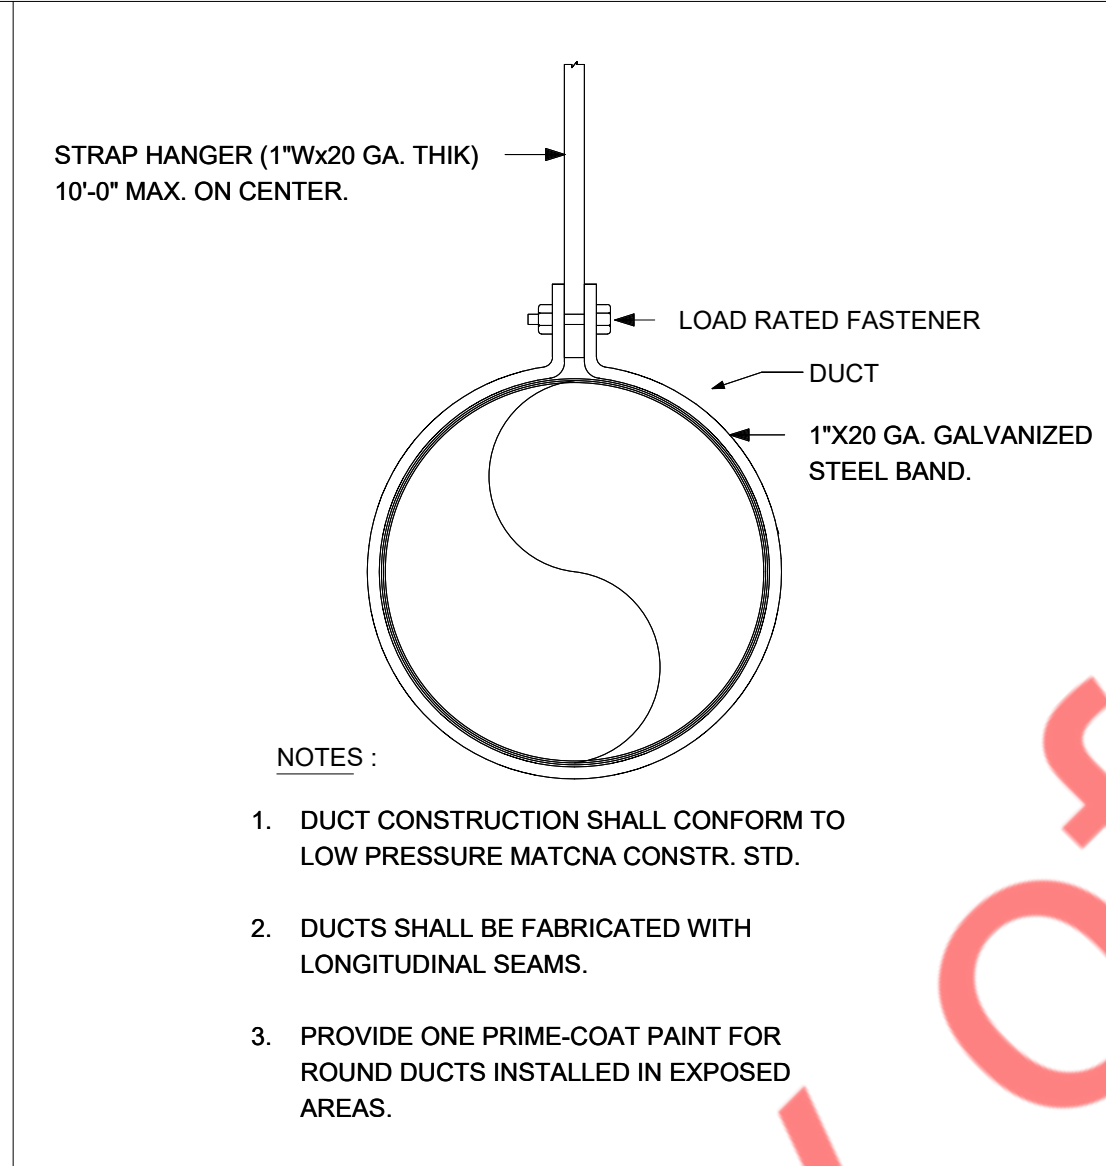 STRAP HANGER (1"Wx20 GA. THIK)
10'-0" MAX. ON CENTER.
LOAD RATED FASTENER
DUCT
1"X20 GA. GALVANIZED
STEEL BAND.
NOTES :
1. DUCT CONSTRUCTION SHALL CONFORM TO
LOW PRESSURE MATCNA CONSTR. STD.
2. DUCTS SHALL BE FABRICATED WITH
LONGITUDINAL SEAMS.
3. PROVIDE ONE PRIME-COAT PAINT FOR
ROUND DUCTS INSTALLED IN EXPOSED
AREAS.